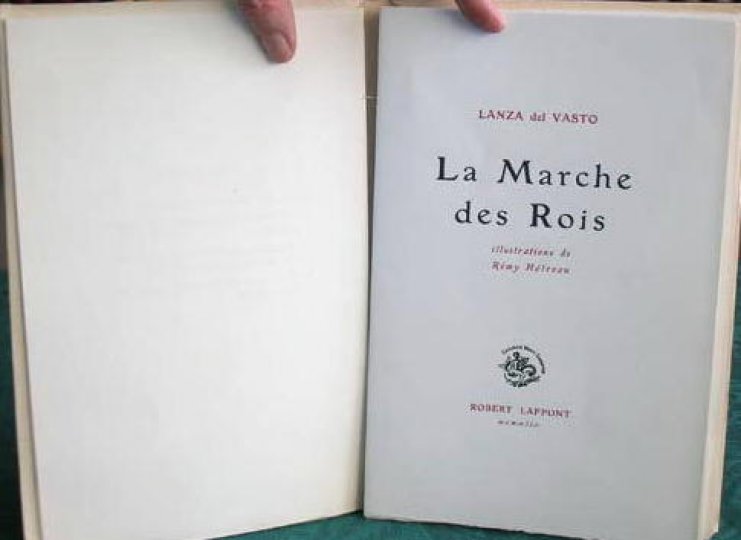 LANZA del VASTO
La Marche
des Rois
illustrations de
Rémy Hétreau
ROBERT LAFFONT